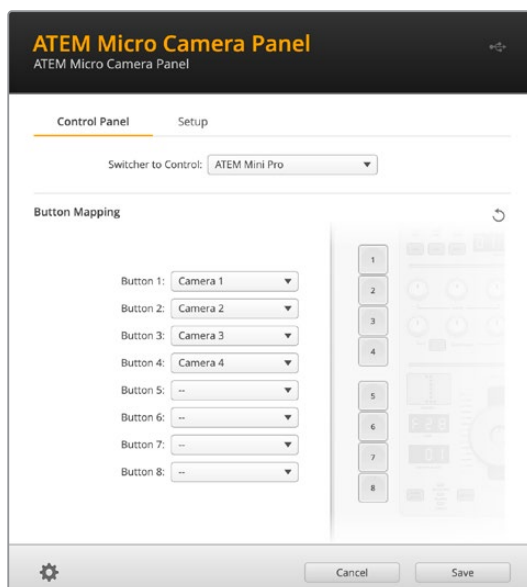 ATEM Micro Camera Panel
ATEM Micro Camera Panel
Control Panel Setup
Switcher to Control: ATEM Mini Pro
Button Mapping
Button 1: Camera 1
Button 2: Camera 2
Button 3: Camera 3
Button 4: Camera 4
Button 5: --
Button 6: --
Button 7: --
Button 8: --
1
2
3
4
5
6
7
8
Cancel Save